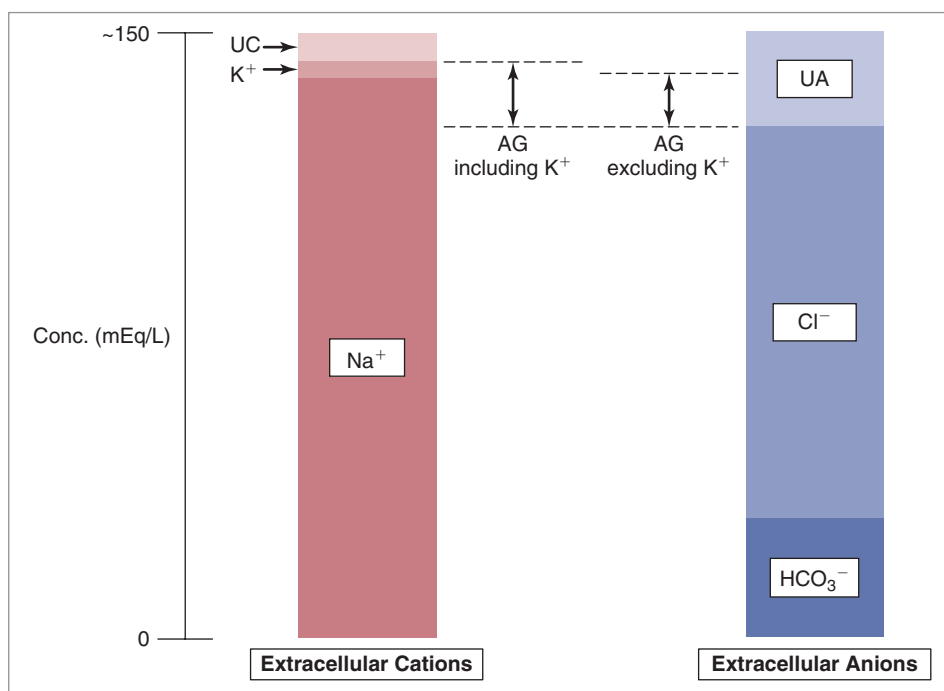 ~150
UC
K⁺
UA
AG
including K⁺
AG
excluding K⁺
Cl⁻
Conc. (mEq/L)
Na⁺
HCO₃⁻
0
Extracellular Cations
Extracellular Anions